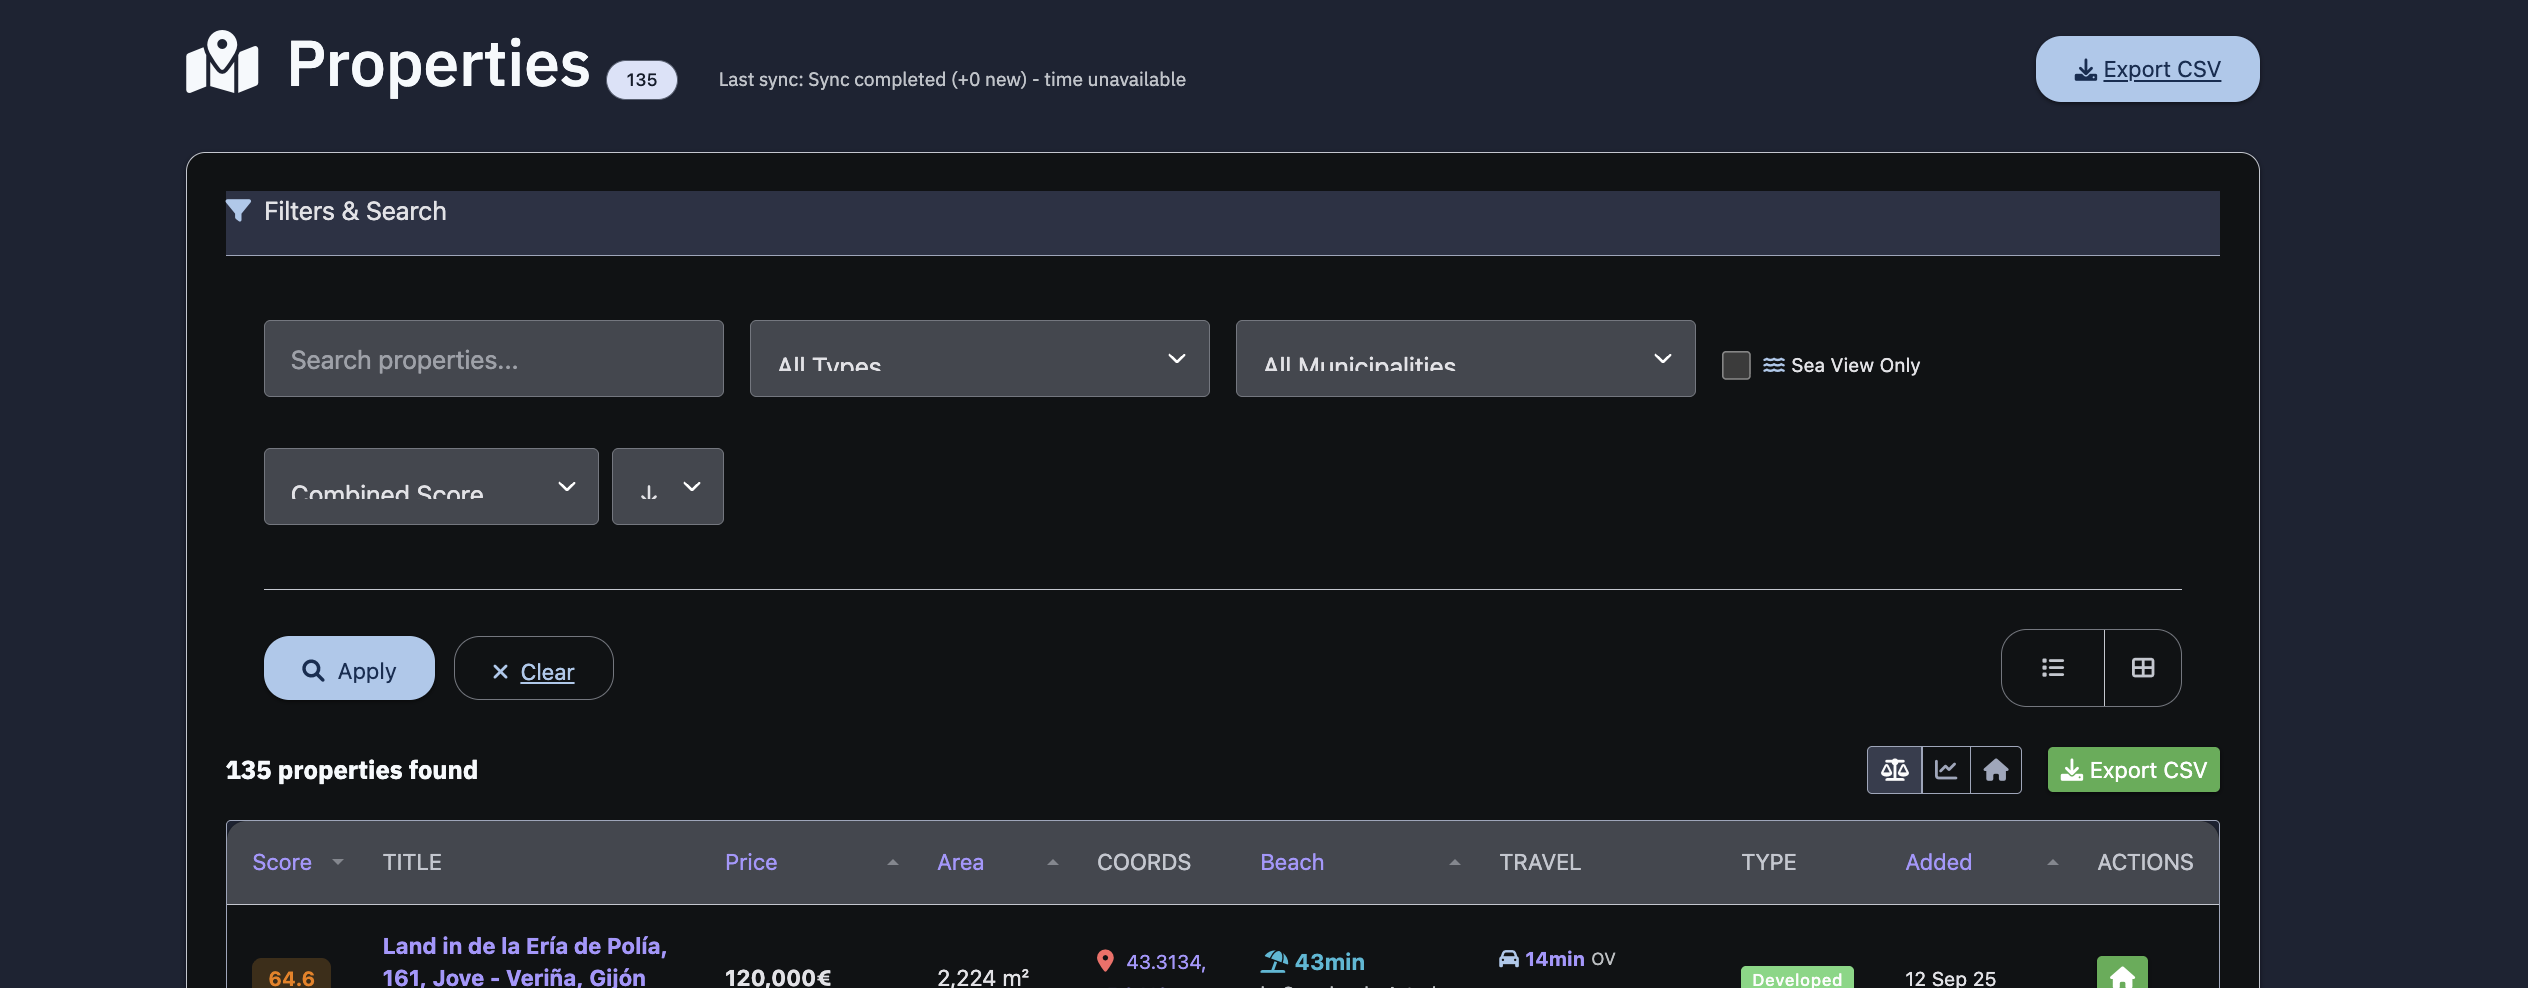 Properties 135 Last sync: Sync completed (+0 new) - time unavailable Export CSV
Filters & Search
Search properties... All Types All Municipalities Sea View Only
Combined Score ↓
Apply Clear
135 properties found Export CSV
Score TITLE Price Area COORDS Beach TRAVEL TYPE Added ACTIONS
Land in de la Ería de Polía,
161, Jove - Veriña, Gijón
64.6 120,000€ 2,224 m² 43.3134, 43min 14min OV Developed 12 Sep 25